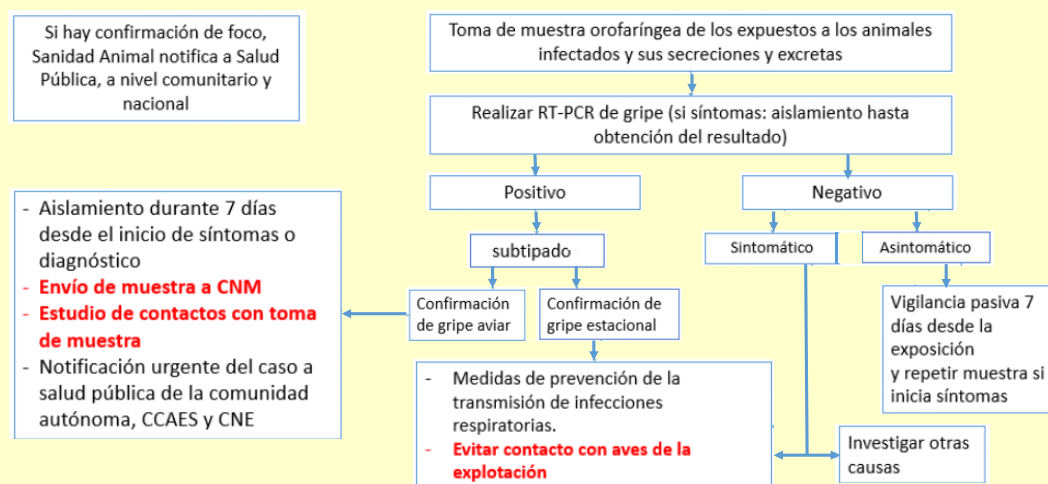 Si hay confirmación de foco,
Sanidad Animal notifica a Salud
Pública, a nivel comunitario y
nacional
Toma de muestra orofaríngea de los expuestos a los animales
infectados y sus secreciones y excretas
Realizar RT-PCR de gripe (si síntomas: aislamiento hasta
obtención del resultado)
Positivo
Negativo
subtipado
Sintomático
Asintomático
Confirmación
de gripe aviar
Confirmación de
gripe estacional
- Aislamiento durante 7 días
desde el inicio de síntomas o
diagnóstico
- Envío de muestra a CNM
- Estudio de contactos con toma
de muestra
- Notificación urgente del caso a
salud pública de la comunidad
autónoma, CCAES y CNE
Vigilancia pasiva 7
días desde la
exposición
y repetir muestra si
inicia síntomas
- Medidas de prevención de la
transmisión de infecciones
respiratorias.
- Evitar contacto con aves de la
explotación
Investigar otras
causas